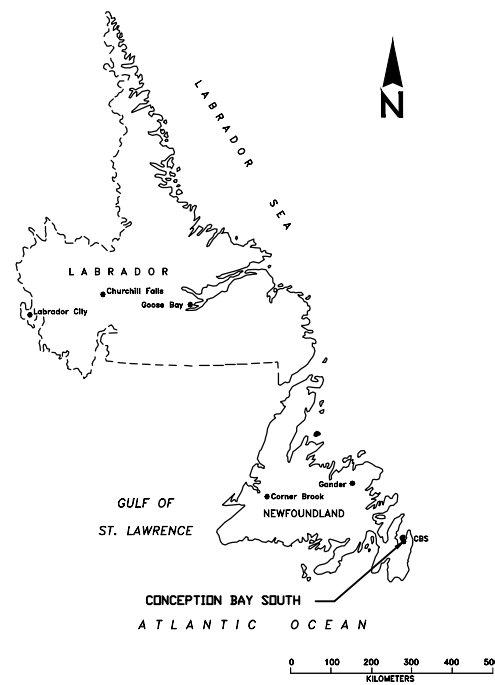 N
LABRADOR SEA
LABRADOR
Churchill Falls
Goose Bay
Labrador City
Gander
Corner Brook
GULF OF
ST. LAWRENCE
NEWFOUNDLAND
CBS
CONCEPTION BAY SOUTH
ATLANTIC OCEAN
0 100 200 300 400 500
KILOMETERS